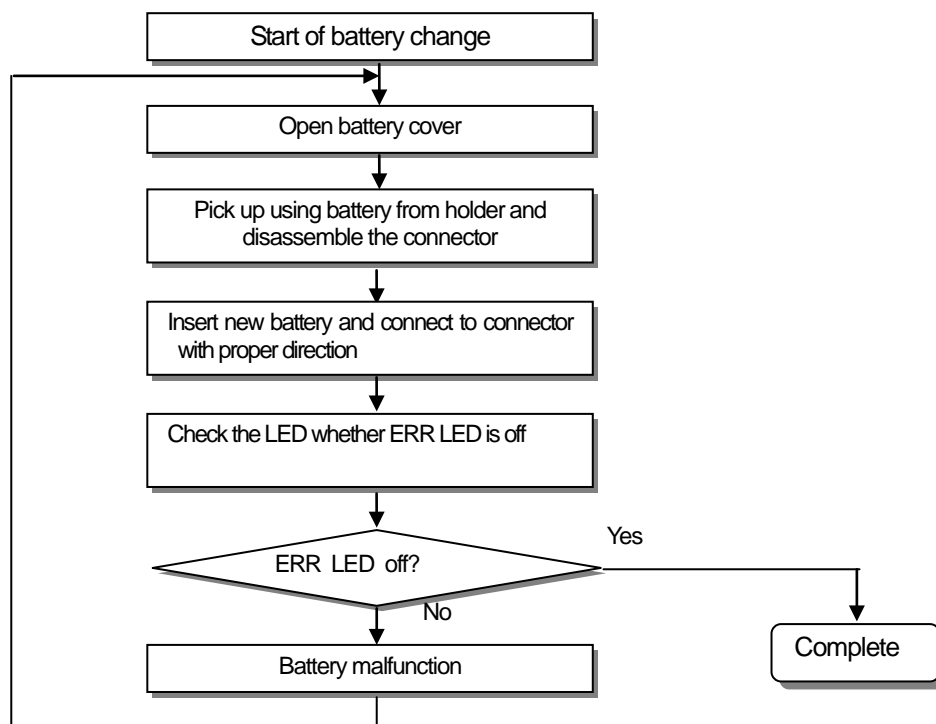 Start of battery change
Open battery cover
Pick up using battery from holder and
disassemble the connector
Insert new battery and connect to connector
with proper direction
Check the LED whether ERR LED is off
Yes
ERR LED off?
No
Complete
Battery malfunction